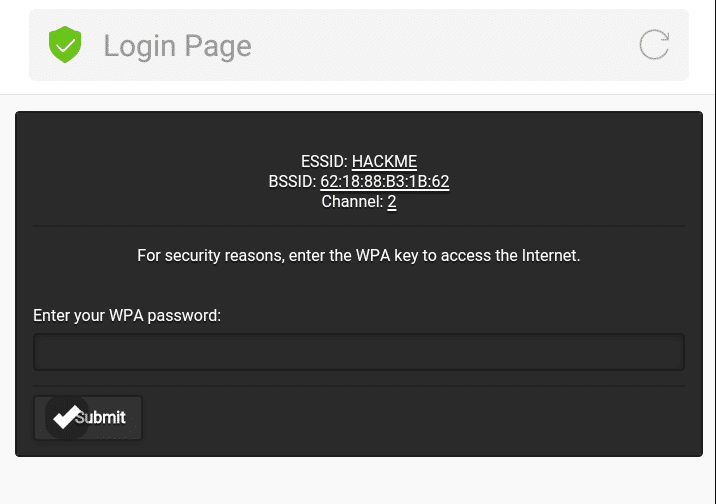 Login Page
ESSID: HACKME
BSSID: 62:18:88:B3:1B:62
Channel: 2
For security reasons, enter the WPA key to access the Internet.
Enter your WPA password:
Submit